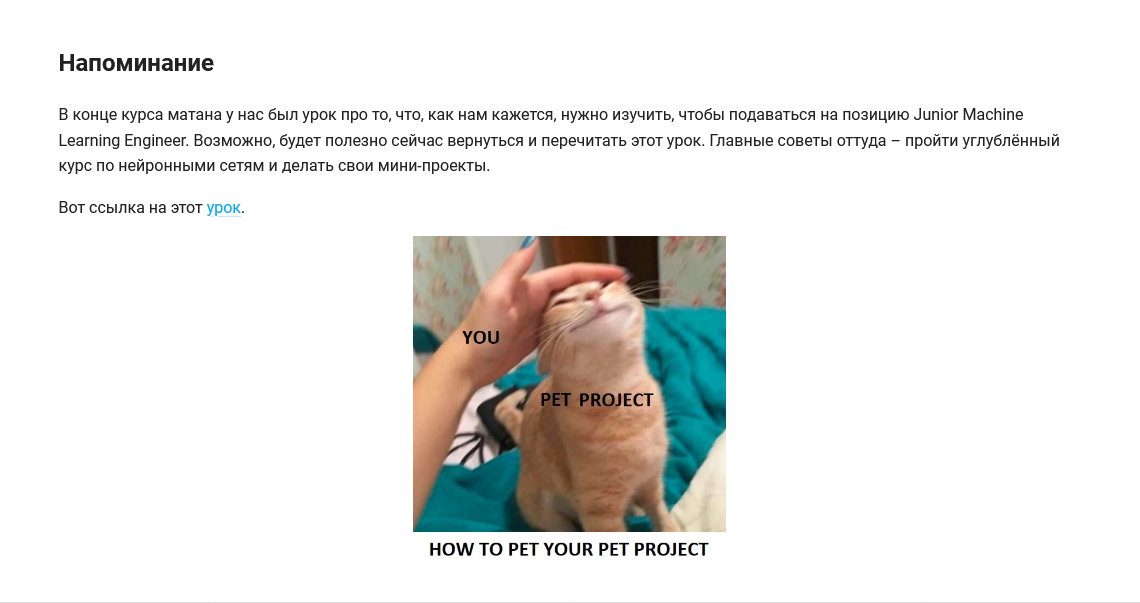 Напоминание
В конце курса матана у нас был урок про то, что, как нам кажется, нужно изучить, чтобы подаваться на позицию Junior Machine
Learning Engineer. Возможно, будет полезно сейчас вернуться и перечитать этот урок. Главные советы оттуда – пройти углублённый
курс по нейронными сетям и делать свои мини-проекты.
Вот ссылка на этот урок.
YOU
PET PROJECT
HOW TO PET YOUR PET PROJECT